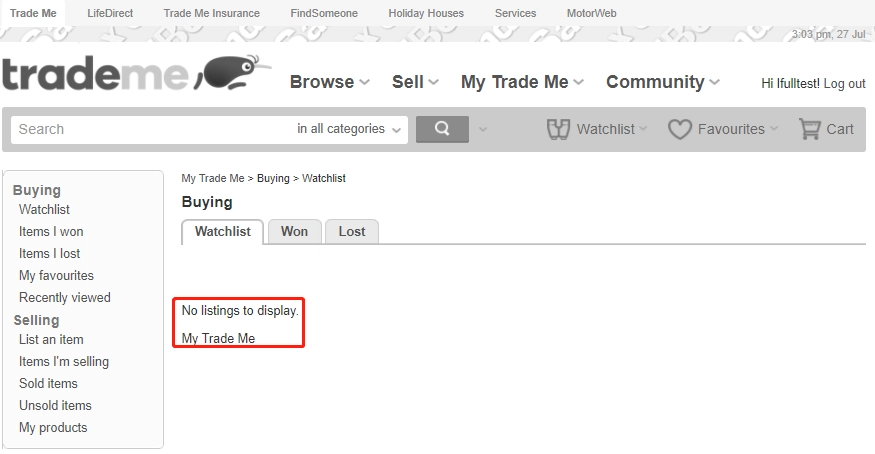 Trade Me LifeDirect Trade Me Insurance FindSomeone Holiday Houses Services MotorWeb
3:03 pm, 27 Jul
trademe
Browse Sell My Trade Me Community
Hi lfulltest! Log out
Search in all categories
Watchlist Favourites Cart
Buying
Watchlist
Items I won
Items I lost
My favourites
Recently viewed
Selling
List an item
Items I'm selling
Sold items
Unsold items
My products
My Trade Me > Buying > Watchlist
Buying
Watchlist Won Lost
No listings to display.
My Trade Me